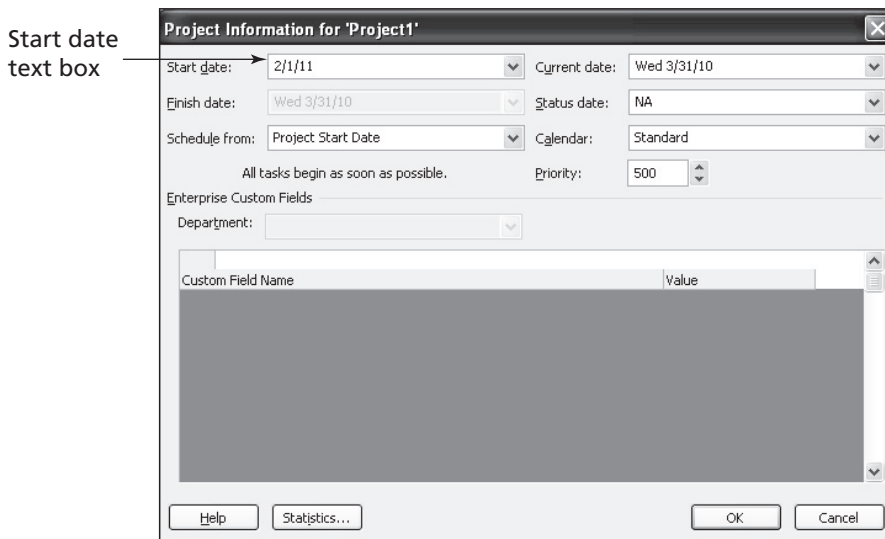 Start date
text box
Project Information for 'Project1'
Start date: 2/1/11 Current date: Wed 3/31/10
Finish date: Wed 3/31/10 Status date: NA
Schedule from: Project Start Date Calendar: Standard
All tasks begin as soon as possible. Priority: 500
Enterprise Custom Fields
Department:
Custom Field Name Value
Help Statistics... OK Cancel